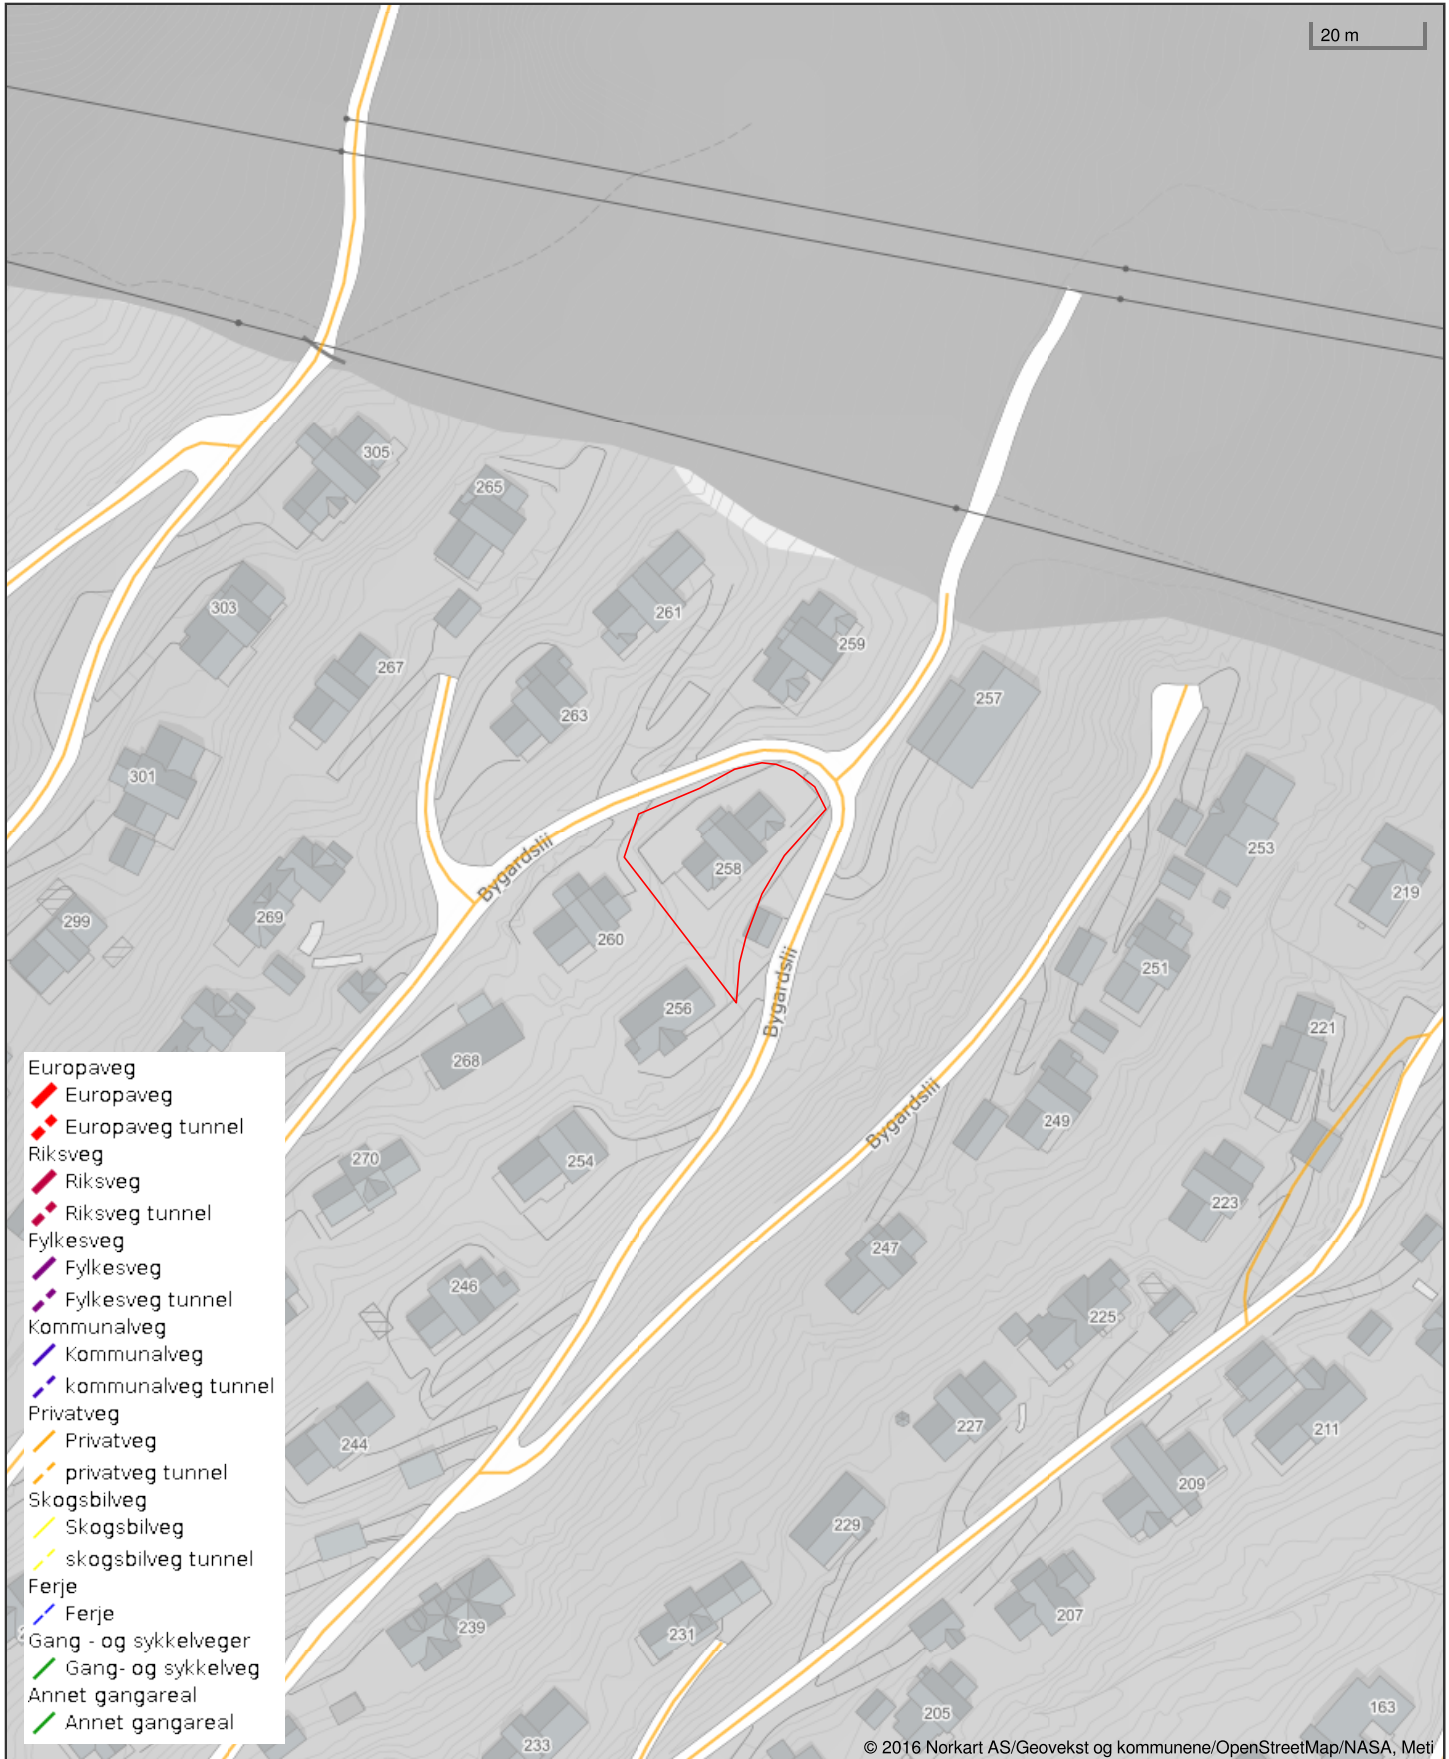 20 m
305
265
303
261
259
267
257
263
301
253
258
219
Bygardslii
299
269
260
251
Bygardslii
256
221
268
Bygardslii
249
270
254
223
247
246
225
227
211
244
209
229
207
239
231
205
163
233
Europaveg
Europaveg
Europaveg tunnel
Riksveg
Riksveg
Riksveg tunnel
Fylkesveg
Fylkesveg
Fylkesveg tunnel
Kommunalveg
Kommunalveg
kommunalveg tunnel
Privatveg
Privatveg
privatveg tunnel
Skogsbilveg
Skogsbilveg
skogsbilveg tunnel
Ferje
Ferje
Gang - og sykkelveger
Gang- og sykkelveg
Annet gangareal
Annet gangareal
© 2016 Norkart AS/Geovekst og kommunene/OpenStreetMap/NASA, Meti